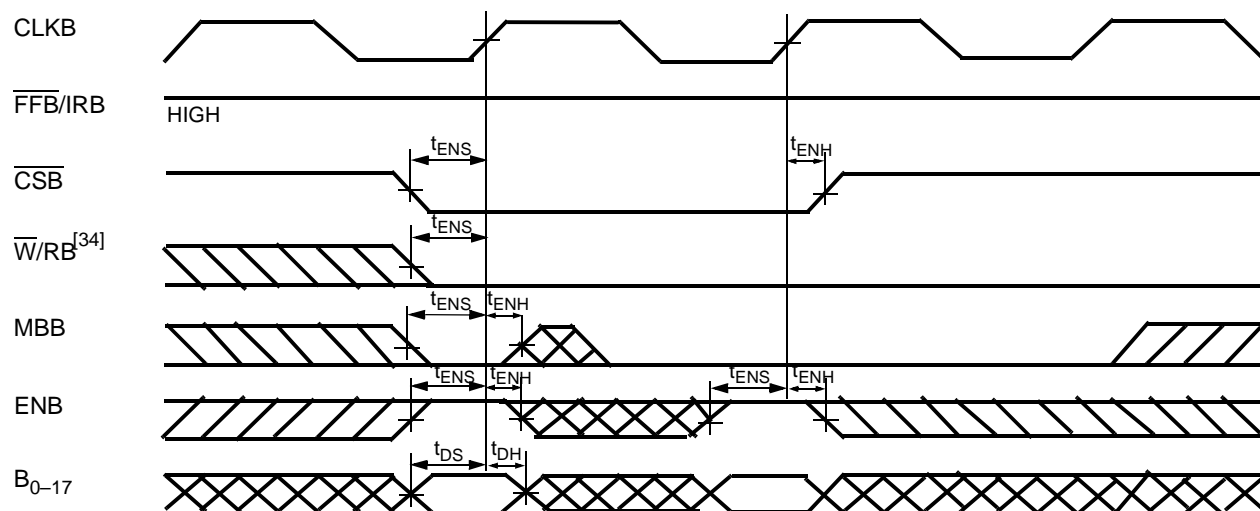 CLKB
FFB/IRB
HIGH
tENS
tENH
CSB
tENS
W/RB[34]
tENS
tENH
MBB
tENS
tENH
tENS
tENH
ENB
tDS
tDH
B0–17